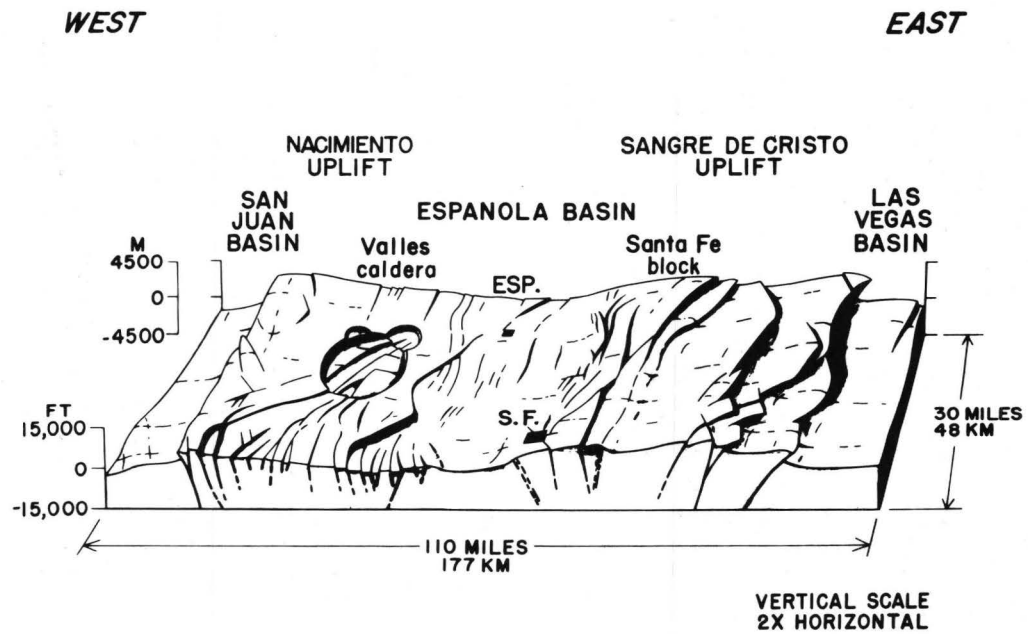 WEST
EAST
NACIMIENTO
UPLIFT
SANGRE DE CRISTO
UPLIFT
SAN
JUAN
BASIN
ESPANOLA BASIN
LAS
VEGAS
BASIN
M
4500
0
-4500
Valles
caldera
ESP.
Santa Fe
block
FT
15,000
0
-15,000
S.F.
30 MILES
48 KM
110 MILES
177 KM
VERTICAL SCALE
2X HORIZONTAL